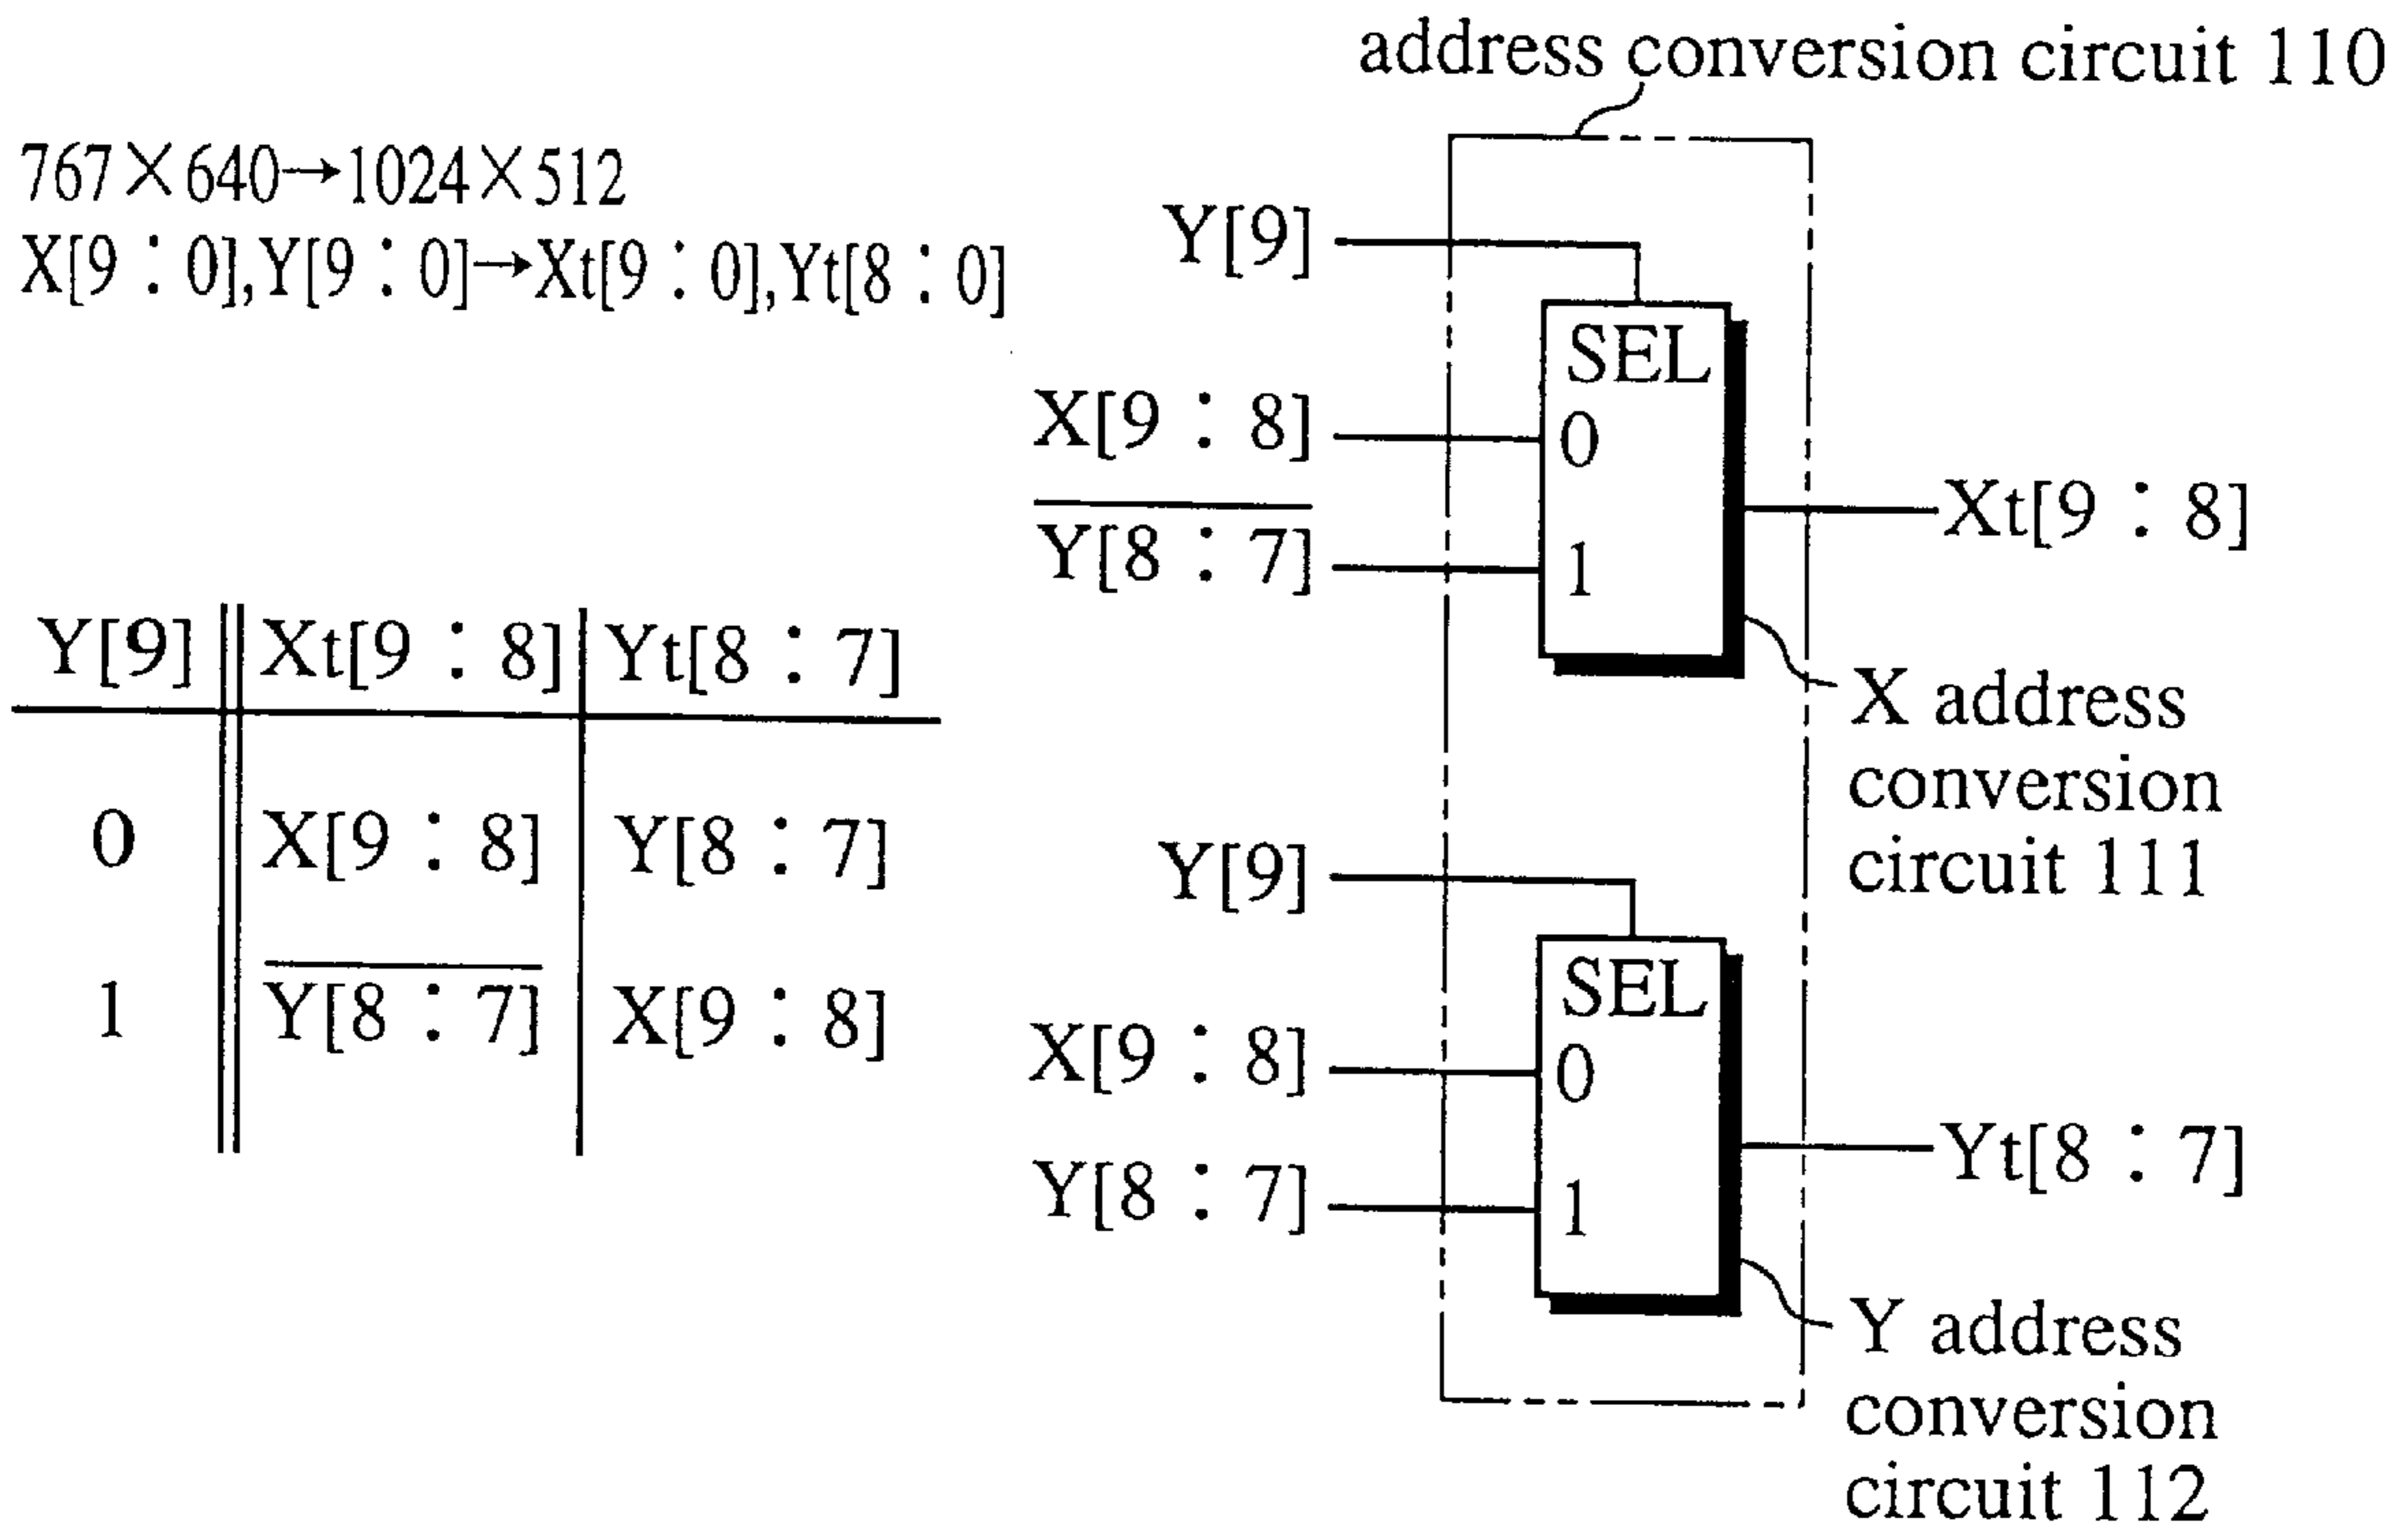 address conversion circuit 110
767×640→1024×512
X[9 : 0],Y[9 : 0]→Xt[9 : 0],Yt[8 : 0]
Y[9]
SEL
X[9 : 8]
0
Y̅[̅8̅ ̅:̅ ̅7̅]̅
1
Xt[9 : 8]
X address
conversion
circuit 111
Y[9] Xt[9 : 8] Yt[8 : 7]
0 X[9 : 8] Y[8 : 7]
1 Y̅[̅8̅ ̅:̅ ̅7̅]̅ X[9 : 8]
Y[9]
SEL
X[9 : 8]
0
Y[8 : 7]
1
Yt[8 : 7]
Y address
conversion
circuit 112